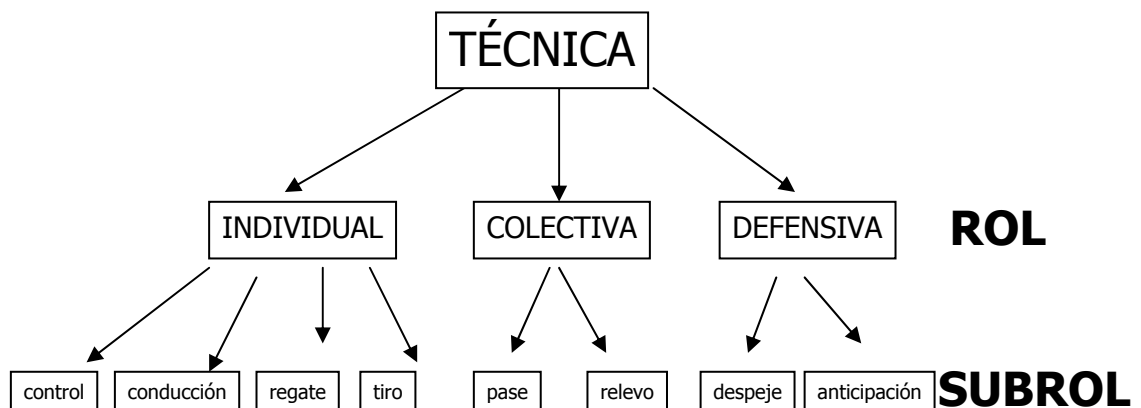 TÉCNICA
INDIVIDUAL COLECTIVA DEFENSIVA ROL
control conducción regate tiro pase relevo despeje anticipación SUBROL